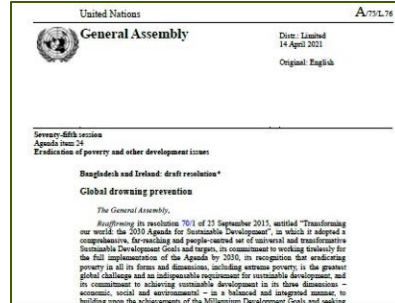 United Nations
A/75/L.76
General Assembly
Distr.: Limited
14 April 2021
Original: English
Seventy-fifth session
Agenda item 24
Eradication of poverty and other development issues
Bangladesh and Ireland: draft resolution*
Global drowning prevention
The General Assembly,
Reaffirming its resolution 70/1 of 25 September 2015, entitled “Transforming
our world: the 2030 Agenda for Sustainable Development”, in which it adopted a
comprehensive, far-reaching and people-centred set of universal and transformative
Sustainable Development Goals and targets, its commitment to working tirelessly for
the full implementation of the Agenda by 2030, its recognition that eradicating
poverty in all its forms and dimensions, including extreme poverty, is the greatest
global challenge and an indispensable requirement for sustainable development, and
its commitment to achieving sustainable development in its three dimensions –
economic, social and environmental – in a balanced and integrated manner, to
building upon the achievements of the Millennium Development Goals and seeking